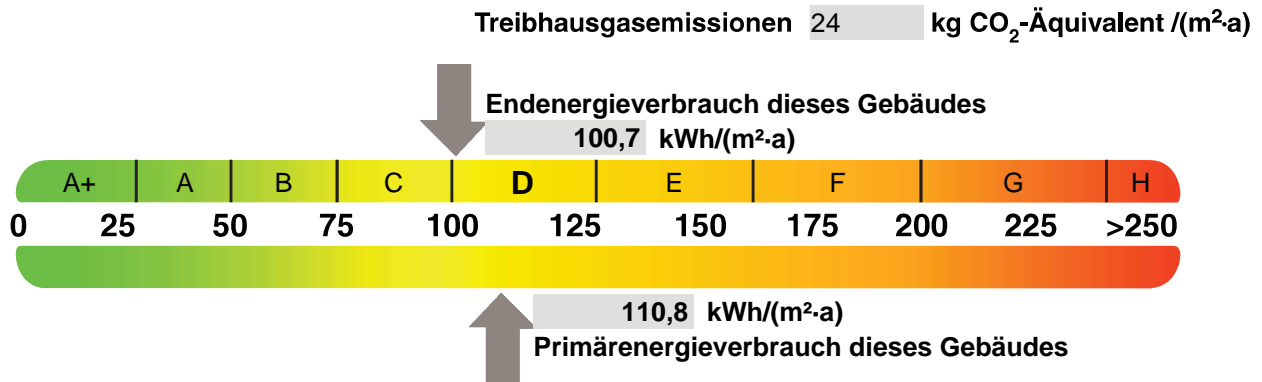 Treibhausgasemissionen 24 kg CO₂-Äquivalent /(m²·a)
Endenergieverbrauch dieses Gebäudes
100,7 kWh/(m²·a)
A+ A B C D E F G H
0 25 50 75 100 125 150 175 200 225 >250
110,8 kWh/(m²·a)
Primärenergieverbrauch dieses Gebäudes